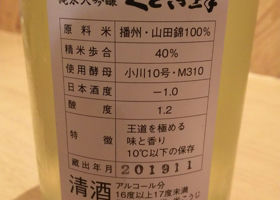 純米大吟醸
原料米 播州・山田錦100%
精米歩合 40%
使用酵母 小川10号・M310
日本酒度 −1.0
酸度 1.2
王道を極める
味と香り
10℃以下の保存
蔵出年月 201911
清酒 アルコール分
16度以上17度未満